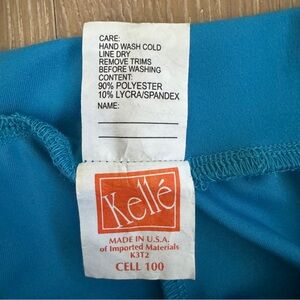 CARE:
HAND WASH COLD
LINE DRY
REMOVE TRIMS
BEFORE WASHING
CONTENT:
90% POLYESTER
10% LYCRA/SPANDEX
NAME:
Kellé
MADE IN U.S.A.
of Imported Materials
K3T2
CELL 100